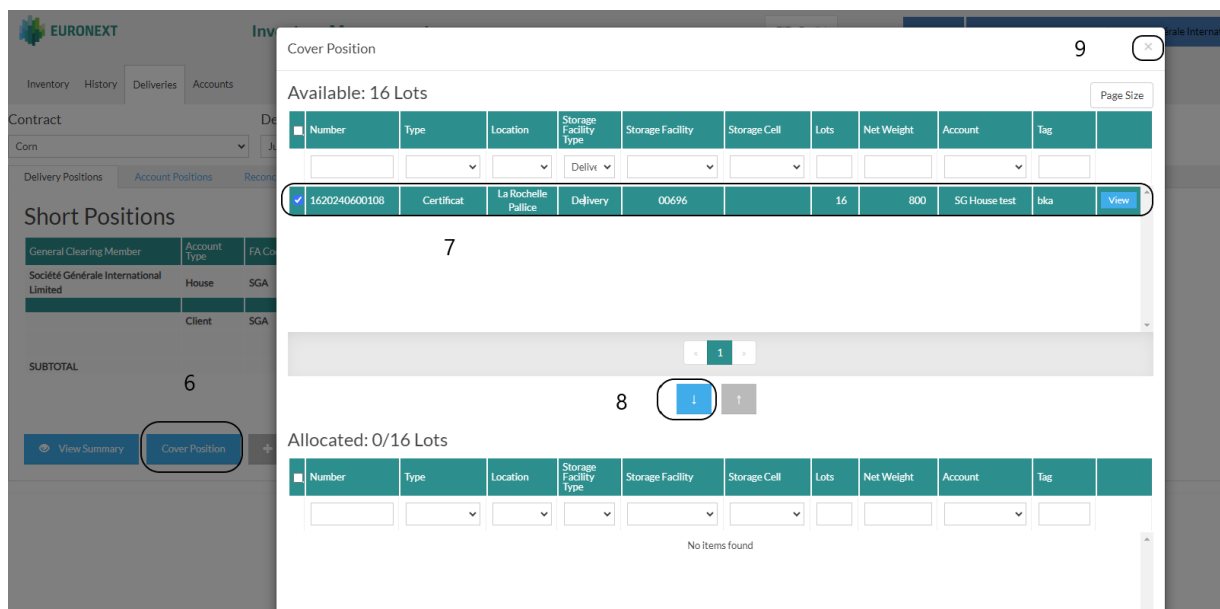 EURONEXT
Inv
Cover Position
9
×
Inventory
History
Deliveries
Accounts
Available: 16 Lots
Page Size
Contract
De
Corn
Number
Type
Location
Storage
Facility
Type
Storage Facility
Storage Cell
Lots
Net Weight
Account
Tag
Delive
Delivery Positions
Account Positions
Reconc
1620240600108
Certificat
La Rochelle
Pallice
Delivery
00696
16
800
SG House test
bka
View
Short Positions
7
General Clearing Member
Account
Type
FA Co
Société Générale International
Limited
House
SGA
Client
SGA
« 1 »
SUBTOTAL
6
8
↓
↑
View Summary
Cover Position
+
Allocated: 0/16 Lots
Number
Type
Location
Storage
Facility
Type
Storage Facility
Storage Cell
Lots
Net Weight
Account
Tag
No items found